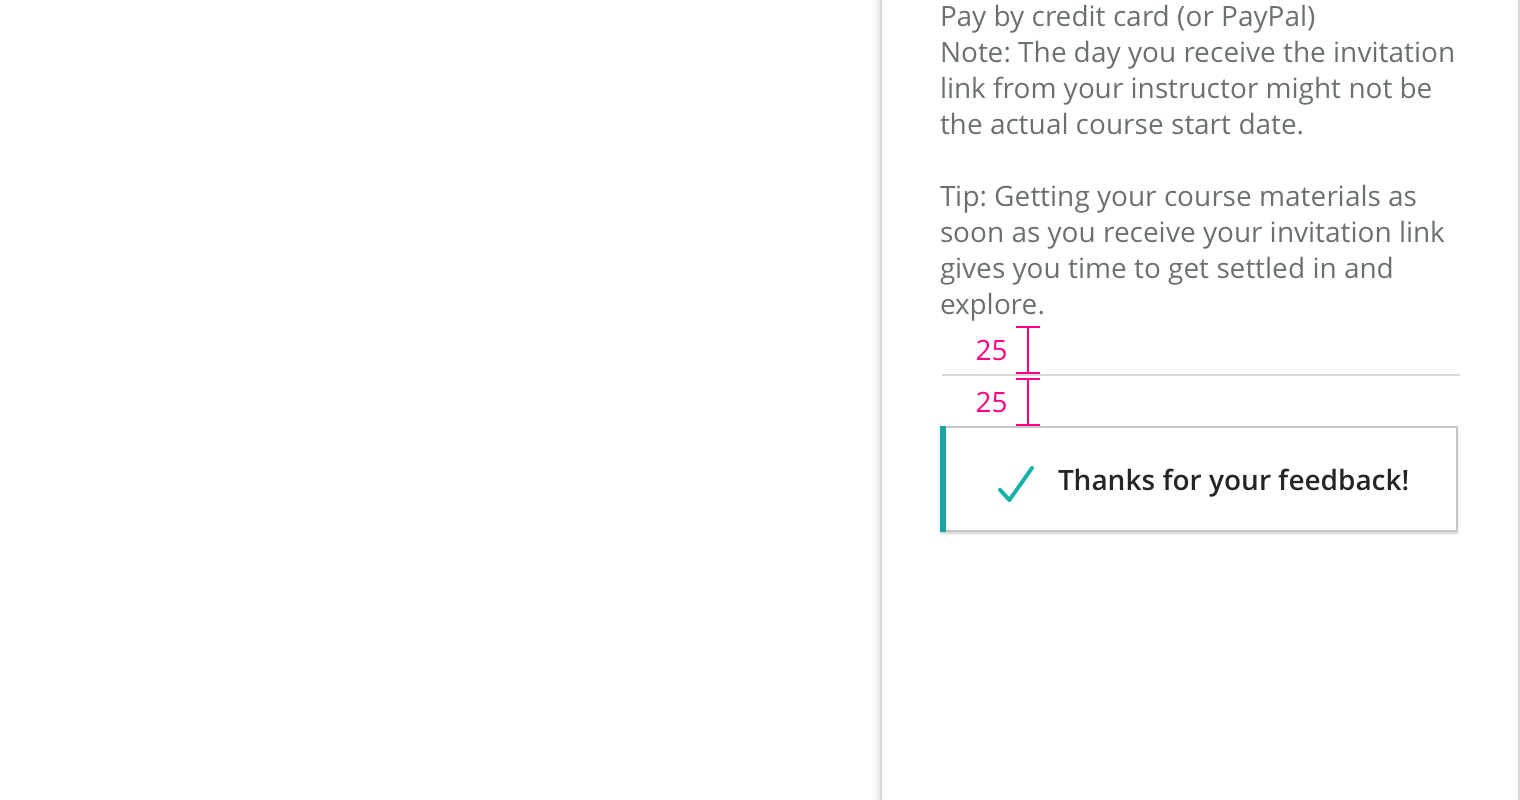 Pay by credit card (or PayPal)
Note: The day you receive the invitation
link from your instructor might not be
the actual course start date.
Tip: Getting your course materials as
soon as you receive your invitation link
gives you time to get settled in and
explore.
25
25
Thanks for your feedback!